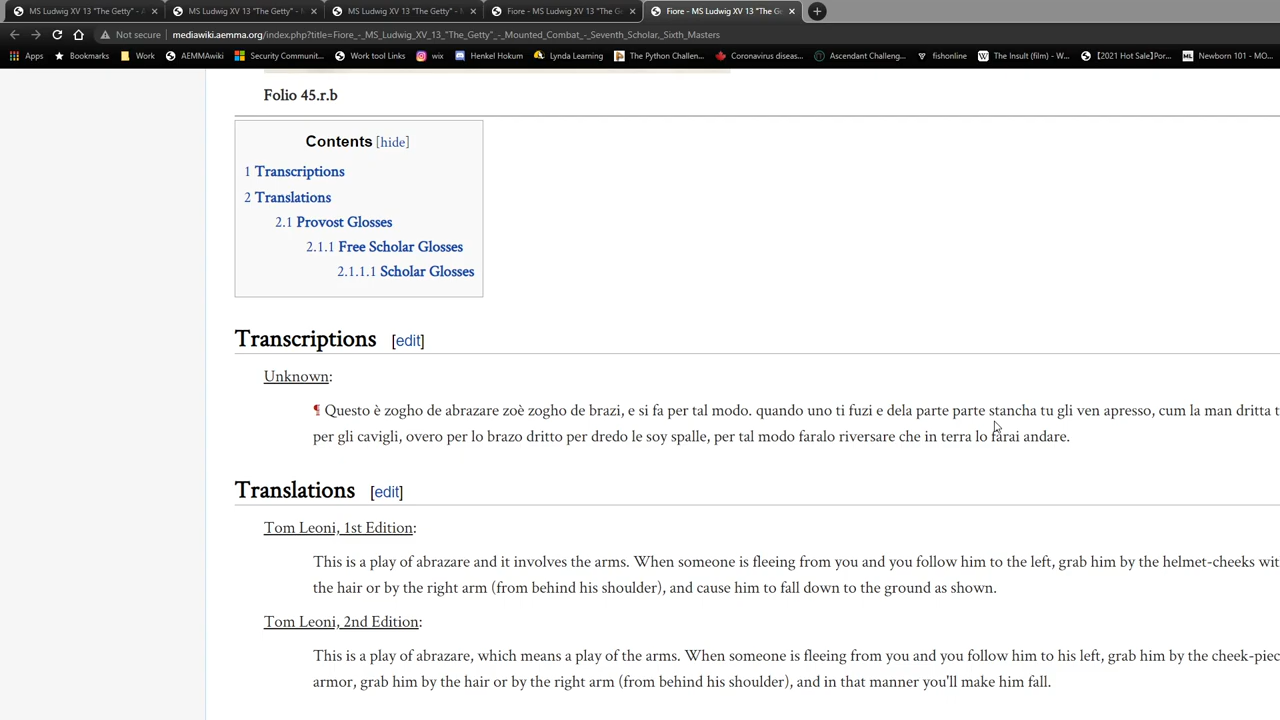 MS Ludwig XV 13 "The Getty" -
MS Ludwig XV 13 "The Getty" -
MS Ludwig XV 13 "The Getty" -
Fiore - MS Ludwig XV 13 "The G
Fiore - MS Ludwig XV 13 "The G
Not secure | mediawiki.aemma.org/index.php?title=Fiore_-_MS_Ludwig_XV_13_"The_Getty"_-_Mounted_Combat_-_Seventh_Scholar,_Sixth_Masters
Apps Bookmarks Work AEMMAwiki Security Communit... Work tool Links wix Henkel Hokum Lynda Learning The Python Challen... Coronavirus diseas... Ascendant Challeng... fishonline The Insult (film) - W... 【2021 Hot Sale】Por... Newborn 101 - MO...
Folio 45.r.b
Contents [hide]
1 Transcriptions
2 Translations
2.1 Provost Glosses
2.1.1 Free Scholar Glosses
2.1.1.1 Scholar Glosses
Transcriptions [edit]
Unknown:
¶ Questo è zogho de abrazare zoè zogho de brazi, e si fa per tal modo. quando uno ti fuzi e dela parte parte stancha tu gli ven apresso, cum la man dritta t
per gli cavigli, overo per lo brazo dritto per dredo le soy spalle, per tal modo faralo riversare che in terra lo farai andare.
Translations [edit]
Tom Leoni, 1st Edition:
This is a play of abrazare and it involves the arms. When someone is fleeing from you and you follow him to the left, grab him by the helmet-cheeks wit
the hair or by the right arm (from behind his shoulder), and cause him to fall down to the ground as shown.
Tom Leoni, 2nd Edition:
This is a play of abrazare, which means a play of the arms. When someone is fleeing from you and you follow him to his left, grab him by the cheek-piec
armor, grab him by the hair or by the right arm (from behind his shoulder), and in that manner you'll make him fall.